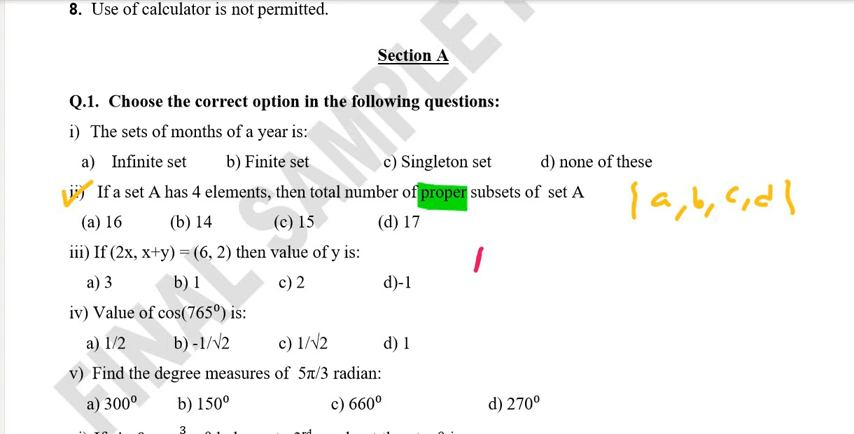 8. Use of calculator is not permitted.
Section A
Q.1. Choose the correct option in the following questions:
i) The sets of months of a year is:
a) Infinite set b) Finite set c) Singleton set d) none of these
ii) If a set A has 4 elements, then total number of proper subsets of set A
{a,b,c,d}
(a) 16 (b) 14 (c) 15 (d) 17
iii) If (2x, x+y) = (6, 2) then value of y is:
a) 3 b) 1 c) 2 d)-1
iv) Value of cos(765⁰) is:
a) 1/2 b) -1/√2 c) 1/√2 d) 1
v) Find the degree measures of 5π/3 radian:
a) 300⁰ b) 150⁰ c) 660⁰ d) 270⁰
FINAL SAMPLE